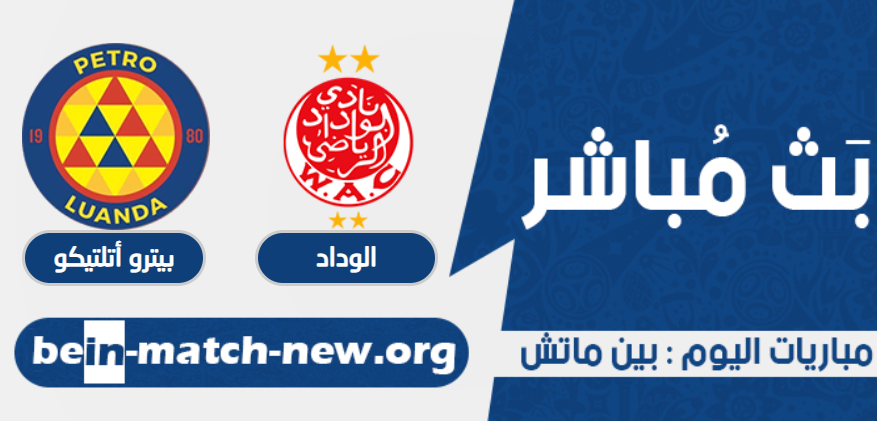 PETRO
19 80
LUANDA
نادي
الوداد
الرياضي
W.A.C
بَث مُباشر
بيترو أتلتيكو
الوداد
bein-match-new.org
مباريات اليوم : بين ماتش